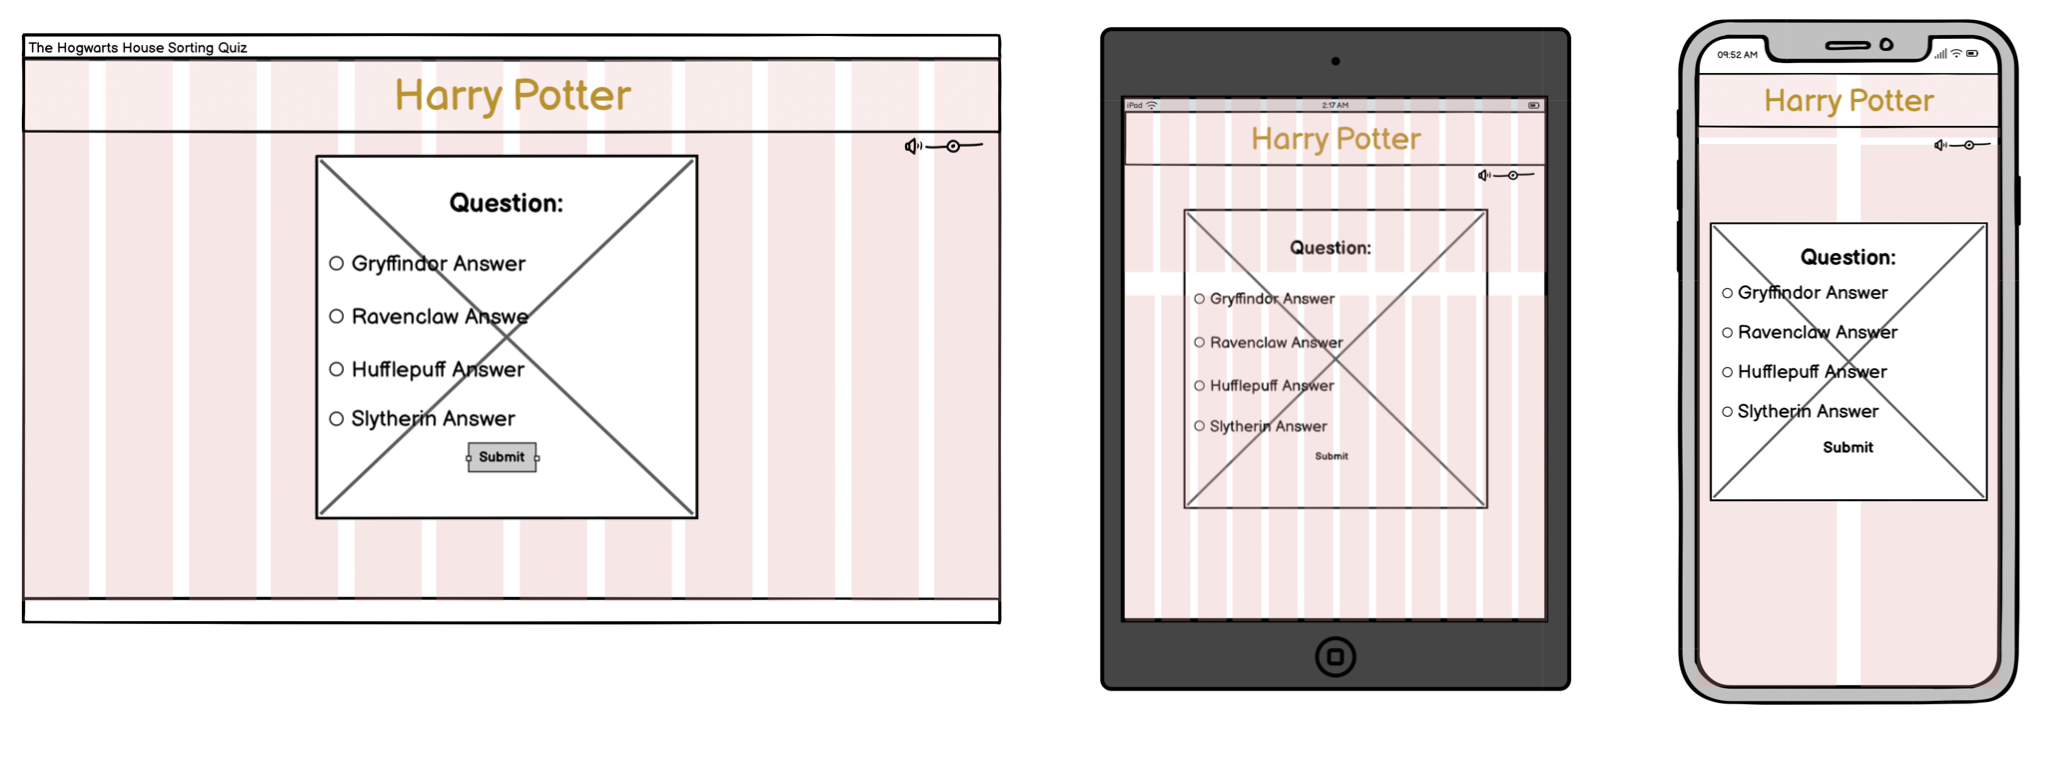 The Hogwarts House Sorting Quiz
Harry Potter
Question:
Gryffindor Answer
Ravenclaw Answe
Hufflepuff Answer
Slytherin Answer
Submit
iPod
2:17 AM
Harry Potter
Question:
Gryffindor Answer
Ravenclaw Answer
Hufflepuff Answer
Slytherin Answer
Submit
09:52 AM
Harry Potter
Question:
Gryffindor Answer
Ravenclaw Answer
Hufflepuff Answer
Slytherin Answer
Submit